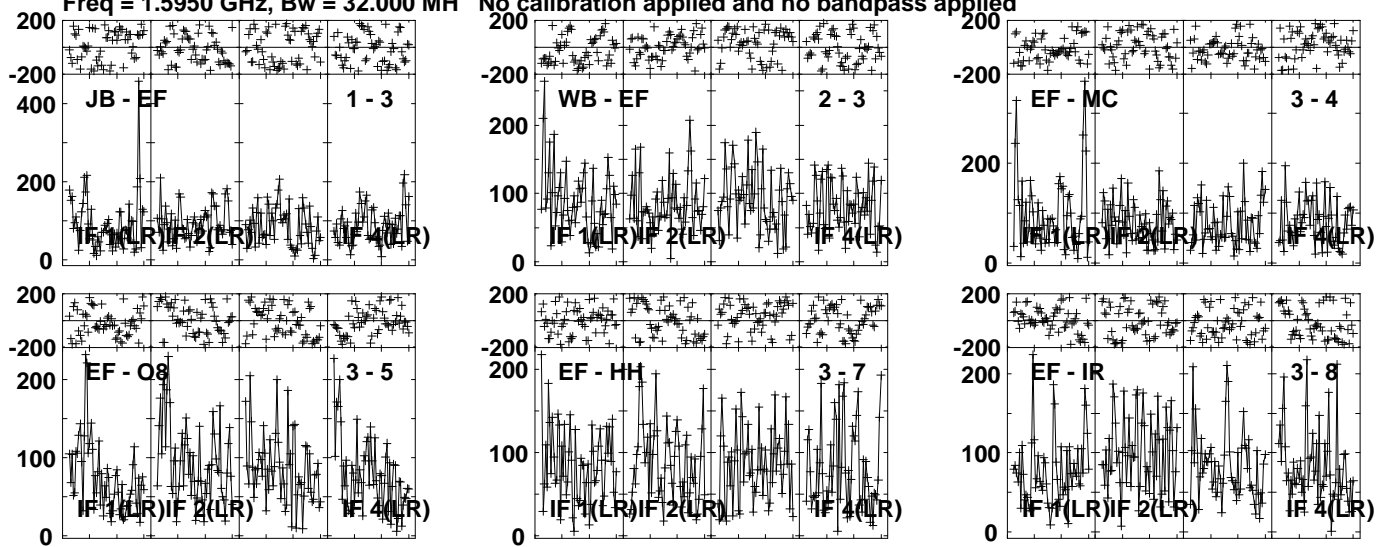 Freq = 1.5950 GHz, Bw = 32.000 MH No calibration applied and no bandpass applied
200 200 200
-200 -200 -200
JB - EF 1 - 3 WB - EF 2 - 3 EF - MC 3 - 4
400 200 200
200 100
0 0 0
IF 1(LR) IF 2(LR) IF 4(LR) IF 1(LR) IF 2(LR) IF 4(LR) IF 1(LR) IF 2(LR) IF 4(LR)
200 200 200
-200 -200 -200
EF - O8 3 - 5 EF - HH 3 - 7 EF - IR 3 - 8
200 200 200
100 100 100
0 0 0
IF 1(LR) IF 2(LR) IF 4(LR) IF 1(LR) IF 2(LR) IF 4(LR) IF 1(LR) IF 2(LR) IF 4(LR)